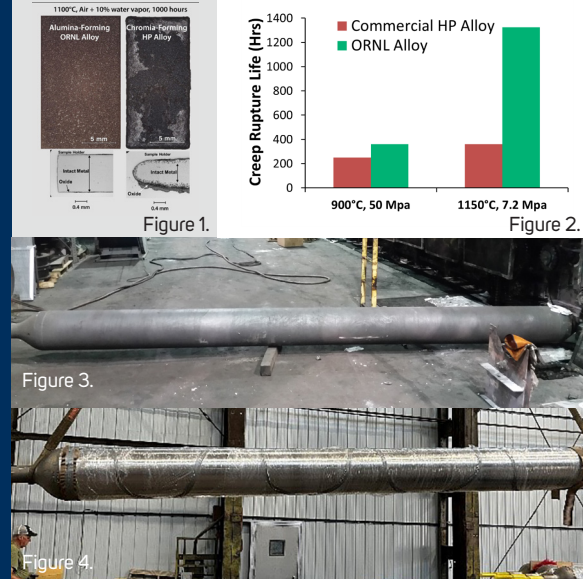 1100°C, Air + 10% water vapor, 1000 hours
Alumina-Forming
ORNL Alloy
Chromia-Forming
HP Alloy
5 mm
5 mm
Sample Holder
Intact Metal
Oxide
0.4 mm
Sample Holder
Intact Metal
Oxide
0.4 mm
Figure 1.
Creep Rupture Life (Hrs)
1400
1200
1000
800
600
400
200
0
Commercial HP Alloy
ORNL Alloy
900°C, 50 Mpa
1150°C, 7.2 Mpa
Figure 2.
Figure 3.
Figure 4.